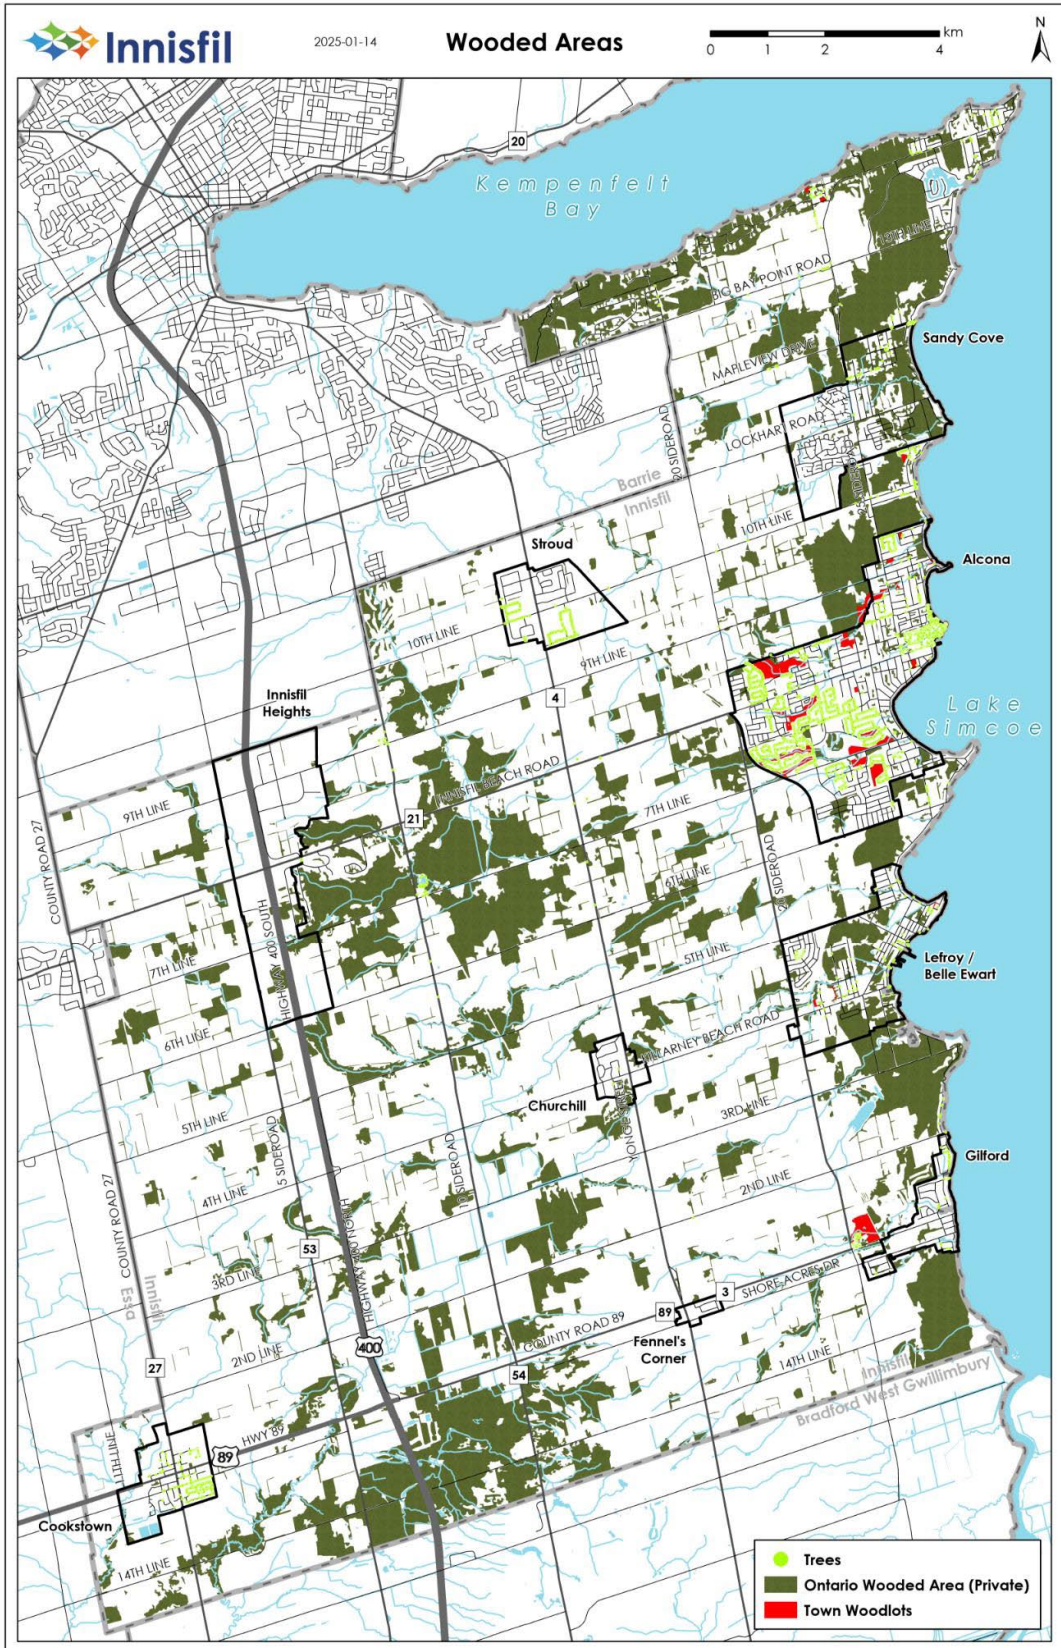 Innisfil
2025-01-14
Wooded Areas
0 1 2 4 km
N
20
Kempenfelt
Bay
13TH LINE
BIG BAY POINT ROAD
Sandy Cove
MAPLEVIEW DRIVE
LOCKHART ROAD
20 SIDEROAD
SIDEROAD
Barrie
Innisfil
10TH LINE
Stroud
Alcona
10TH LINE
9TH LINE
4
Innisfil
Heights
Lake
Simcoe
INNISFIL BEACH ROAD
9TH LINE
21
7TH LINE
COUNTY ROAD 27
6TH LINE
20 SIDEROAD
5TH LINE
7TH LINE
HIGHWAY 400 SOUTH
Lefroy /
Belle Ewart
6TH LINE
KILLARNEY BEACH ROAD
Churchill
3RD LINE
5TH LINE
5 SIDEROAD
10 SIDEROAD
YONGE STREET
Gilford
4TH LINE
2ND LINE
COUNTY ROAD 27
53
HIGHWAY 400 NORTH
3RD LINE
Essa
Innisfil
SHORE ACRES DR
3
89
COUNTY ROAD 89
Fennel's
Corner
400
2ND LINE
27
54
14TH LINE
Innisfil
Bradford West Gwillimbury
11TH LINE
HWY 89
89
Cookstown
14TH LINE
Trees
Ontario Wooded Area (Private)
Town Woodlots